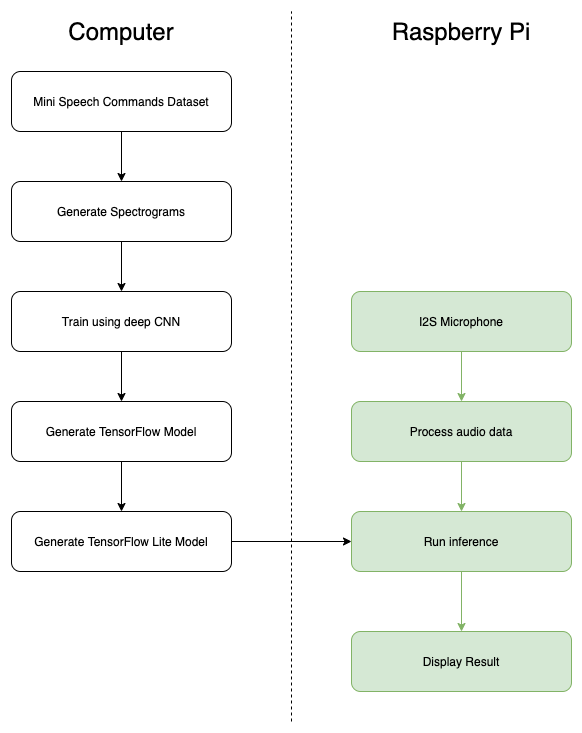 Computer
Raspberry Pi
Mini Speech Commands Dataset
Generate Spectrograms
Train using deep CNN
I2S Microphone
Generate TensorFlow Model
Process audio data
Generate TensorFlow Lite Model
Run inference
Display Result